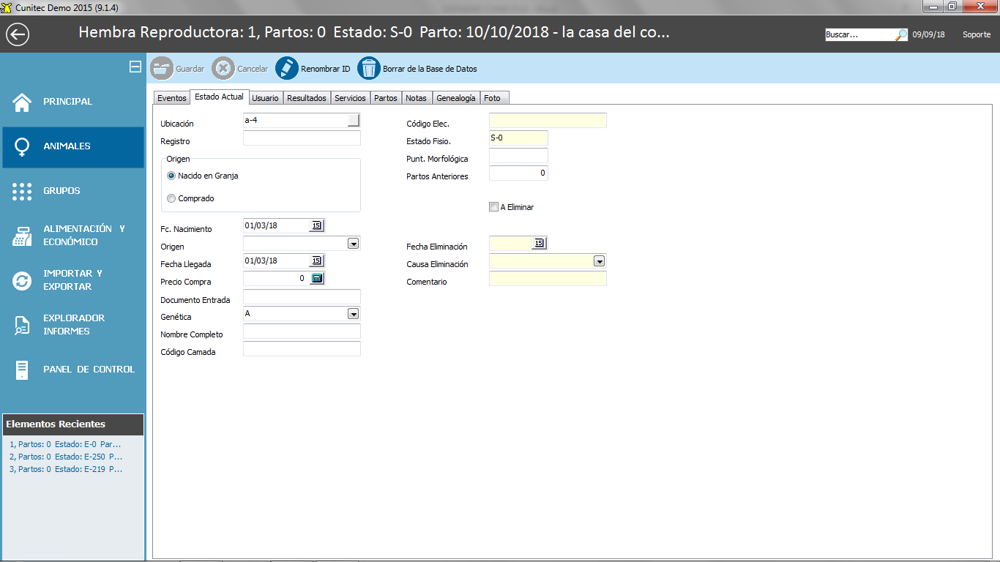 Cunitec Demo 2015 (9.1.4)
Hembra Reproductora: 1, Partos: 0 Estado: S-0 Parto: 10/10/2018 - la casa del co...
Buscar...
09/09/18
Soporte
Guardar
Cancelar
Renombrar ID
Borrar de la Base de Datos
PRINCIPAL
ANIMALES
GRUPOS
ALIMENTACIÓN Y
ECONÓMICO
IMPORTAR Y
EXPORTAR
EXPLORADOR
INFORMES
PANEL DE CONTROL
Elementos Recientes
1, Partos: 0 Estado: E-0 Par...
2, Partos: 0 Estado: E-250 P...
3, Partos: 0 Estado: E-219 P...
Eventos
Estado Actual
Usuario
Resultados
Servicios
Partos
Notas
Genealogía
Foto
Ubicación a-4
Registro
Origen
Nacido en Granja
Comprado
Fc. Nacimiento 01/03/18 15
Origen
Fecha Llegada 01/03/18 15
Precio Compra 0
Documento Entrada
Genética A
Nombre Completo
Código Camada
Código Elec.
Estado Fisio. S-0
Punt. Morfológica
Partos Anteriores 0
A Eliminar
Fecha Eliminación 15
Causa Eliminación
Comentario